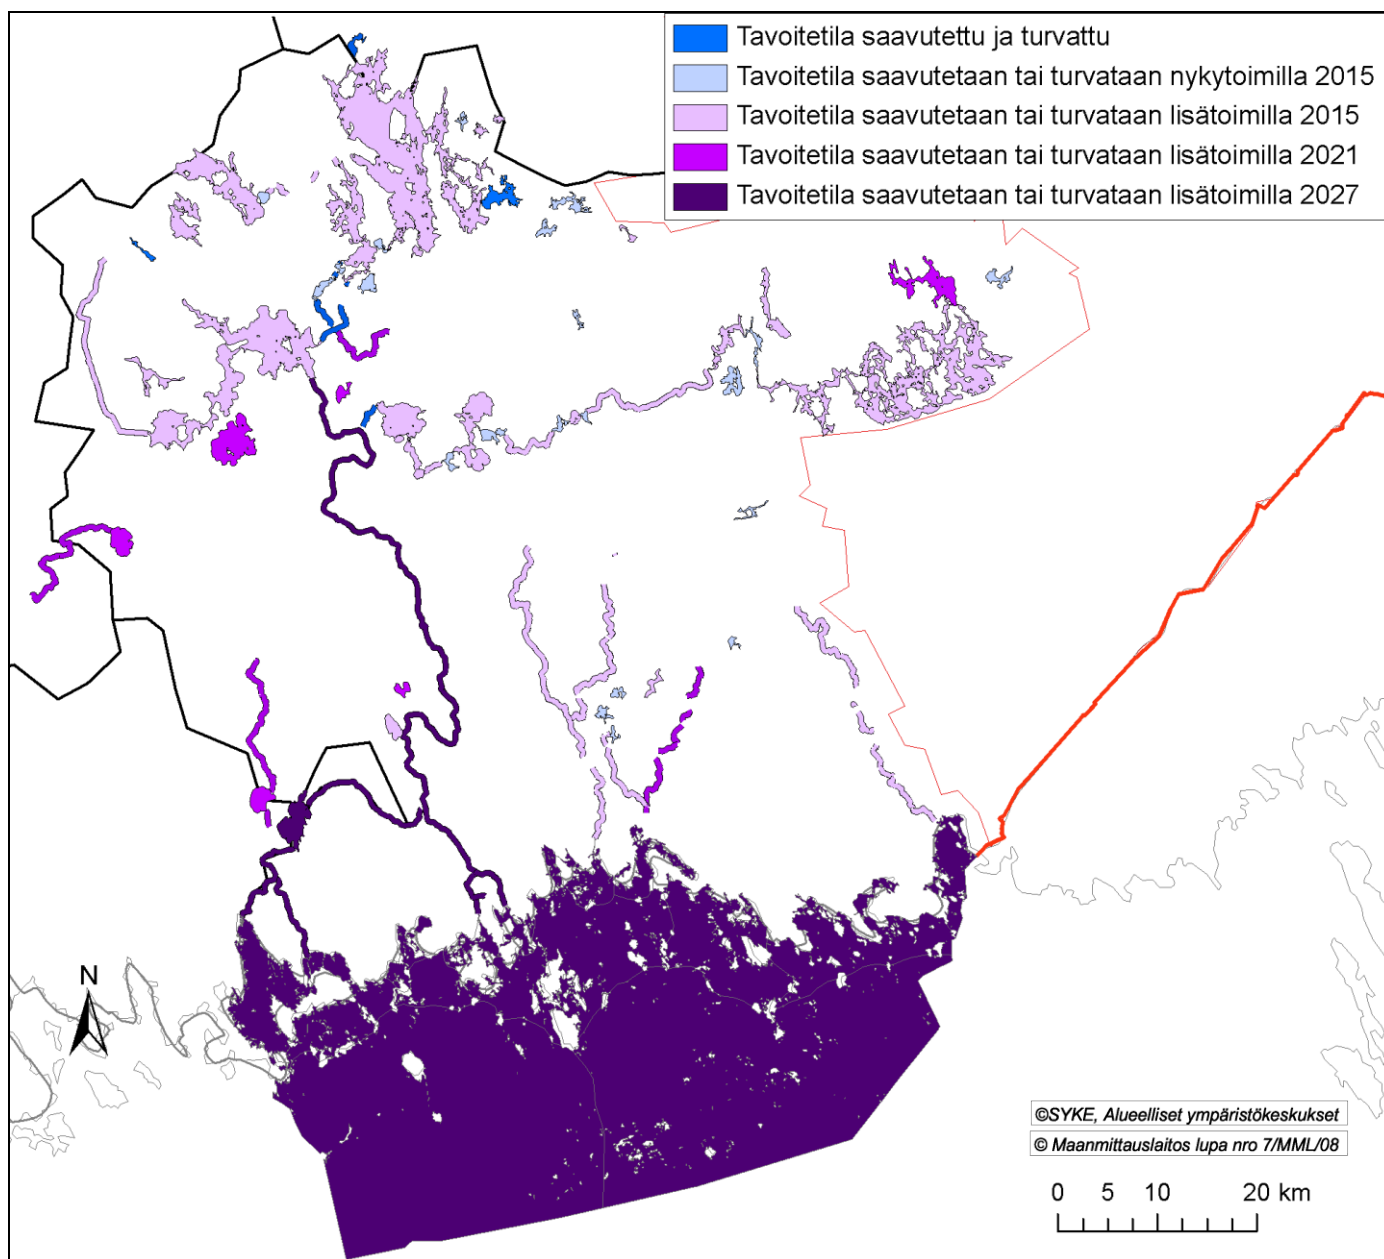 Tavoitetila saavutettu ja turvattu
Tavoitetila saavutetaan tai turvataan nykytoimilla 2015
Tavoitetila saavutetaan tai turvataan lisätoimilla 2015
Tavoitetila saavutetaan tai turvataan lisätoimilla 2021
Tavoitetila saavutetaan tai turvataan lisätoimilla 2027
N
©SYKE, Alueelliset ympäristökeskukset
© Maanmittauslaitos lupa nro 7/MML/08
0 5 10 20 km